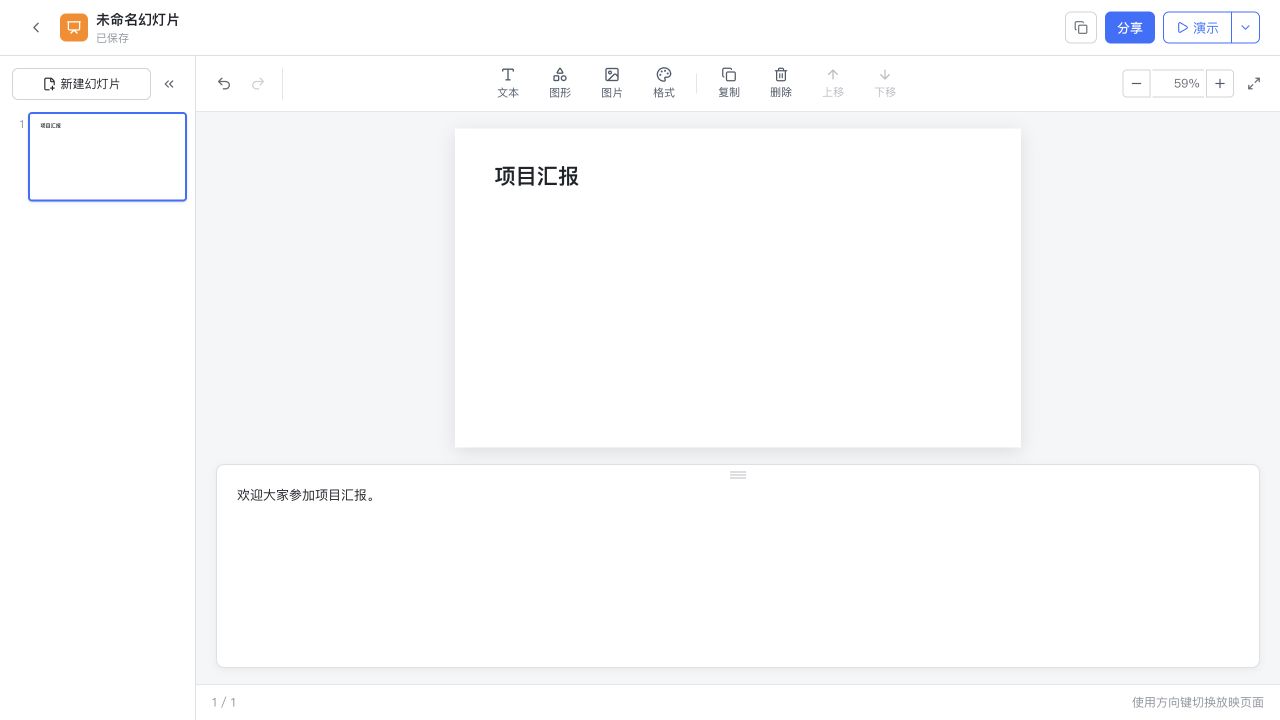 未命名幻灯片
已保存
分享
演示
新建幻灯片
文本
图形
图片
格式
复制
删除
上移
下移
59%
1
项目汇报
项目汇报
欢迎大家参加项目汇报。
1 / 1
使用方向键切换放映页面